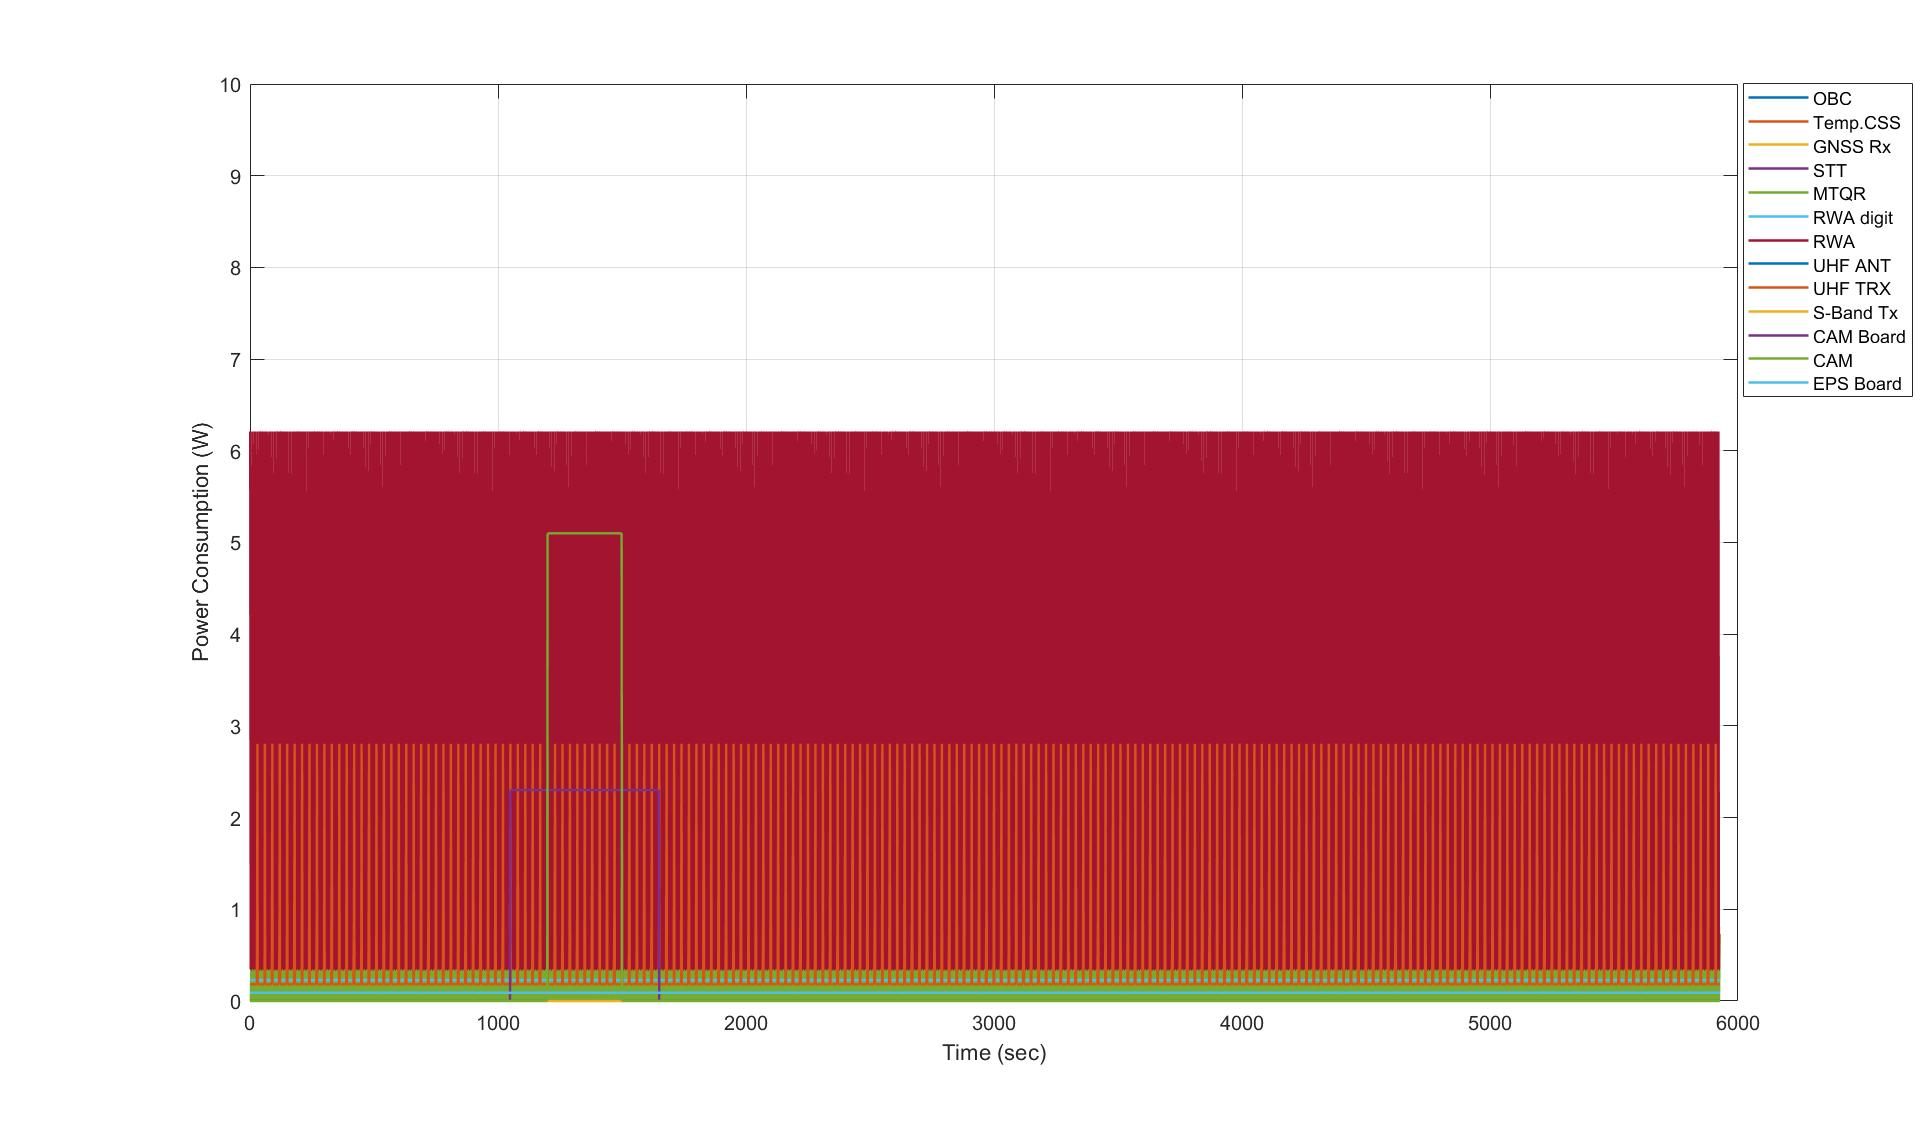 10
9
8
7
6
5
4
3
2
1
0
Power Consumption (W)
0 1000 2000 3000 4000 5000 6000
Time (sec)
OBC
Temp.CSS
GNSS Rx
STT
MTQR
RWA digit
RWA
UHF ANT
UHF TRX
S-Band Tx
CAM Board
CAM
EPS Board